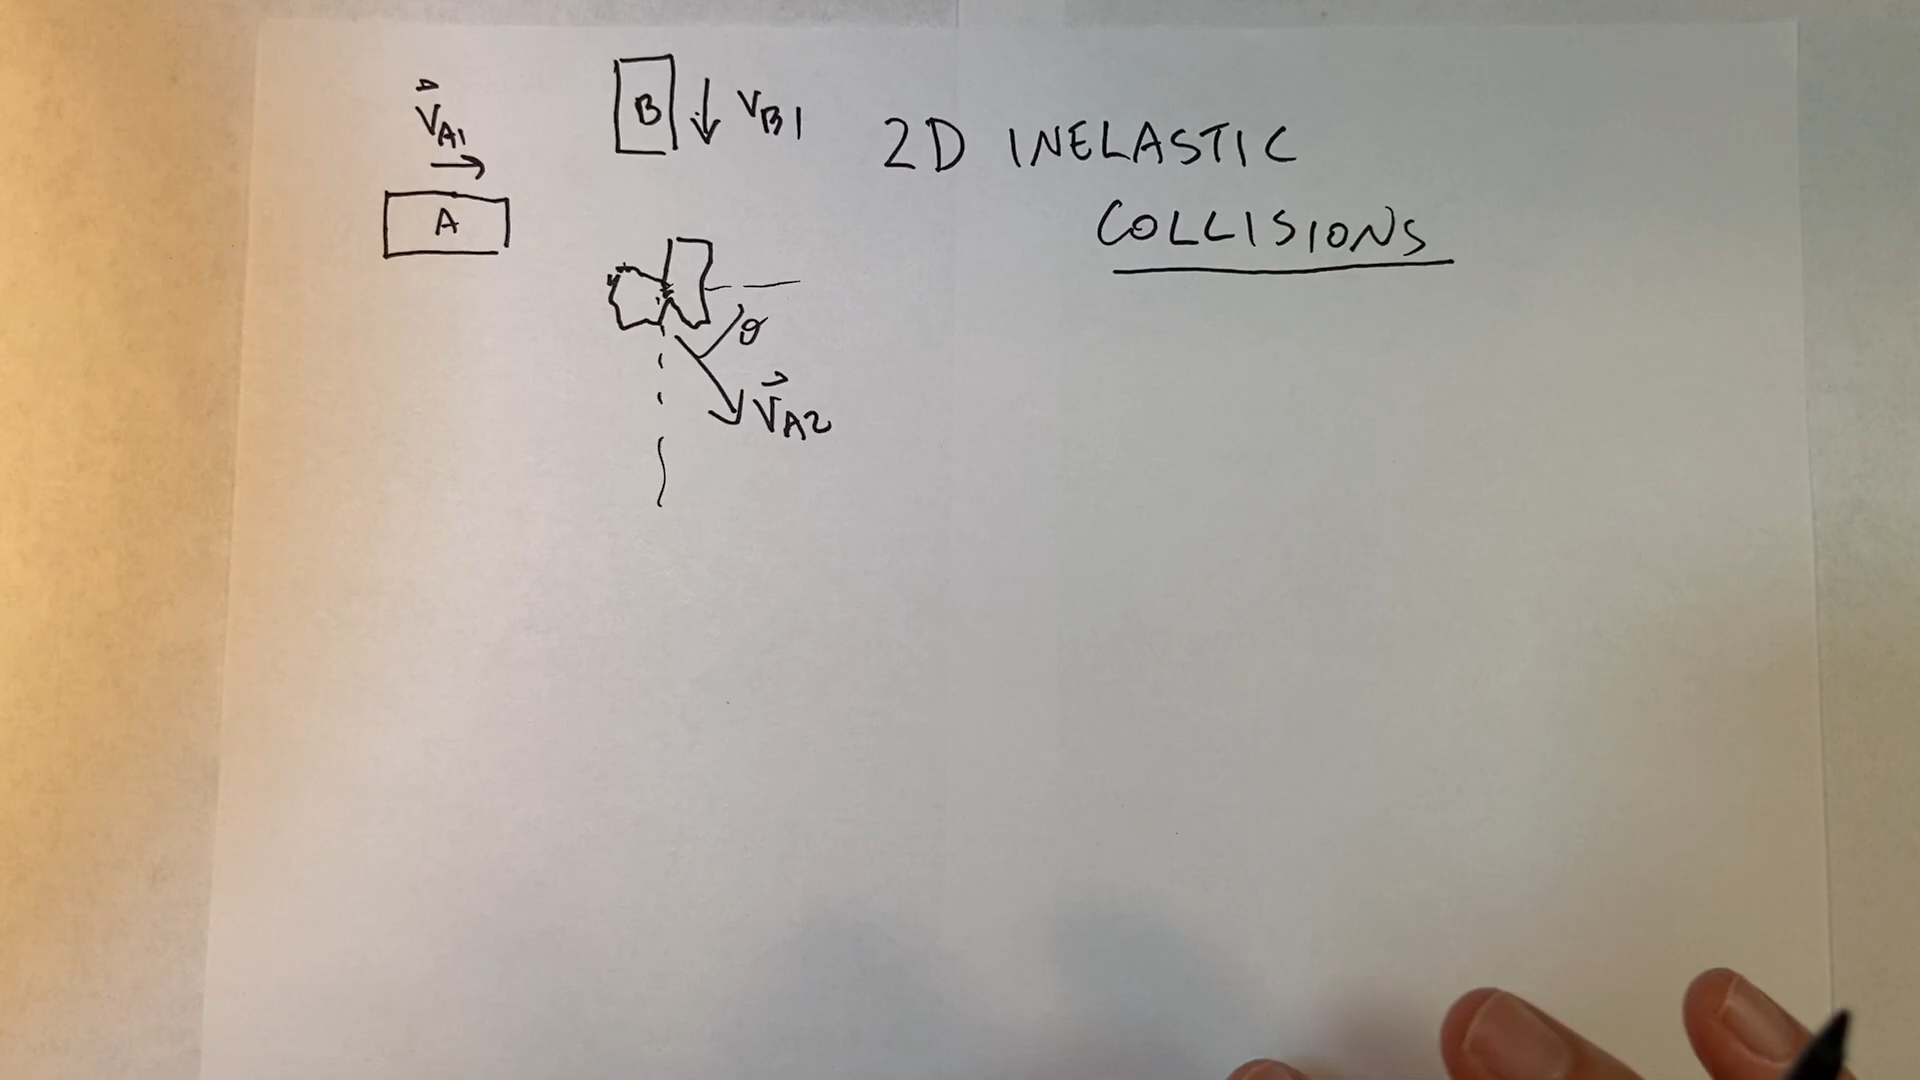 V⃗A1
A
B
VB1
2D INELASTIC
COLLISIONS
θ
V⃗A2